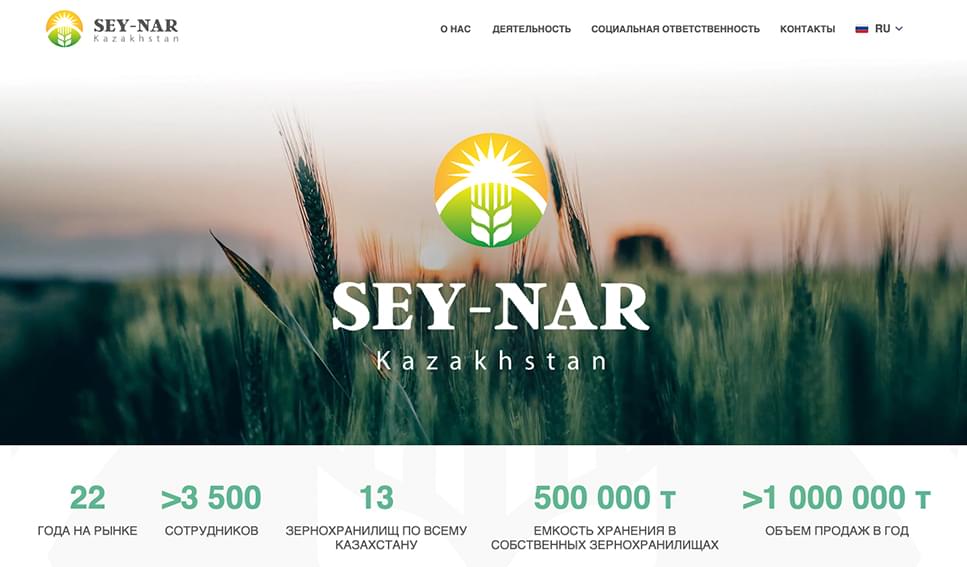 SEY-NAR
Kazakhstan
О НАС ДЕЯТЕЛЬНОСТЬ СОЦИАЛЬНАЯ ОТВЕТСТВЕННОСТЬ КОНТАКТЫ RU
SEY-NAR
Kazakhstan
22
ГОДА НА РЫНКЕ
>3 500
СОТРУДНИКОВ
13
ЗЕРНОХРАНИЛИЩ ПО ВСЕМУ
КАЗАХСТАНУ
500 000 т
ЕМКОСТЬ ХРАНЕНИЯ В
СОБСТВЕННЫХ ЗЕРНОХРАНИЛИЩАХ
>1 000 000 т
ОБЪЕМ ПРОДАЖ В ГОД